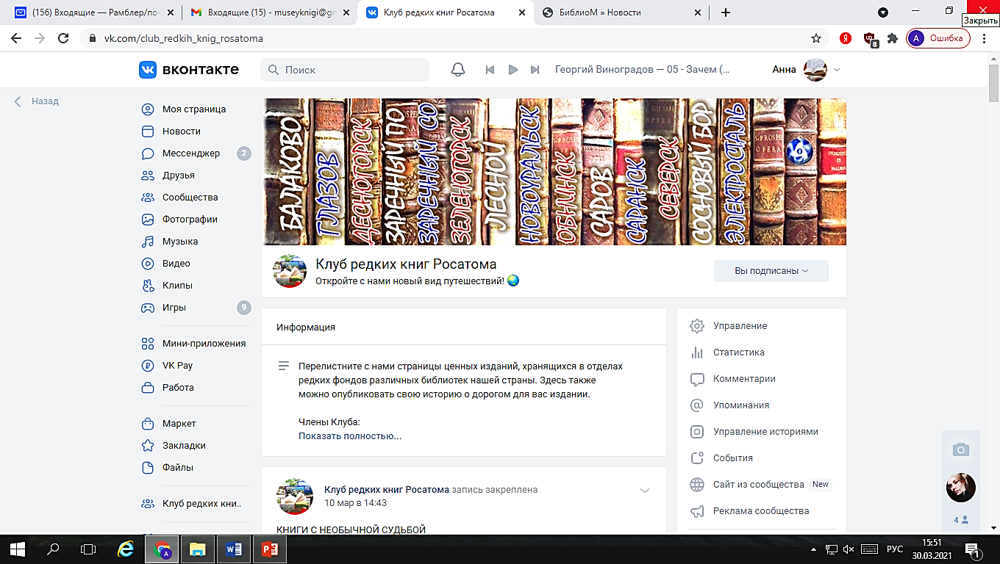 (156) Входящие — Рамблер/поч
Входящие (15) - museyknigi@gm
Клуб редких книг Росатома
БиблиоМ » Новости
Закрыть
vk.com/club_redkih_knig_rosatoma
Я
8
А
Ошибка
вконтакте
Поиск
Георгий Виноградов — 05 - Зачем (...
Анна
Назад
Моя страница
Новости
Мессенджер 2
Друзья
Сообщества
Фотографии
Музыка
Видео
Клипы
Игры 9
Мини-приложения
VK Pay
Работа
Маркет
Закладки
Файлы
Клуб редких кни..
БАЛАКОВО
ГЛАЗОВ
ДЕСНОГОРСК
ЗАРЕЧНЫЙ ПО
ЗАРЕЧНЫЙ СО
ЗЕЛЕНОГОРСК
ЛЕСНОЙ
НОВОУРАЛЬСК
ОБНИНСК
САРОВ
САРАНСК
СЕВЕРСК
СОСНОВЫЙ БОР
ЭЛЕКТРОСТАЛЬ
Клуб редких книг Росатома
Откройте с нами новый вид путешествий!
Вы подписаны
Информация
Перелистните с нами страницы ценных изданий, хранящихся в отделах
редких фондов различных библиотек нашей страны. Здесь также
можно опубликовать свою историю о дорогом для вас издании.
Члены Клуба:
Показать полностью...
Клуб редких книг Росатома запись закреплена
10 мар в 14:43
КНИГИ С НЕОБЫЧНОЙ СУДЬБОЙ
Управление
Статистика
Комментарии
Упоминания
Управление историями
События
Сайт из сообщества New
Реклама сообщества
4
РУС
15:51
30.03.2021
1